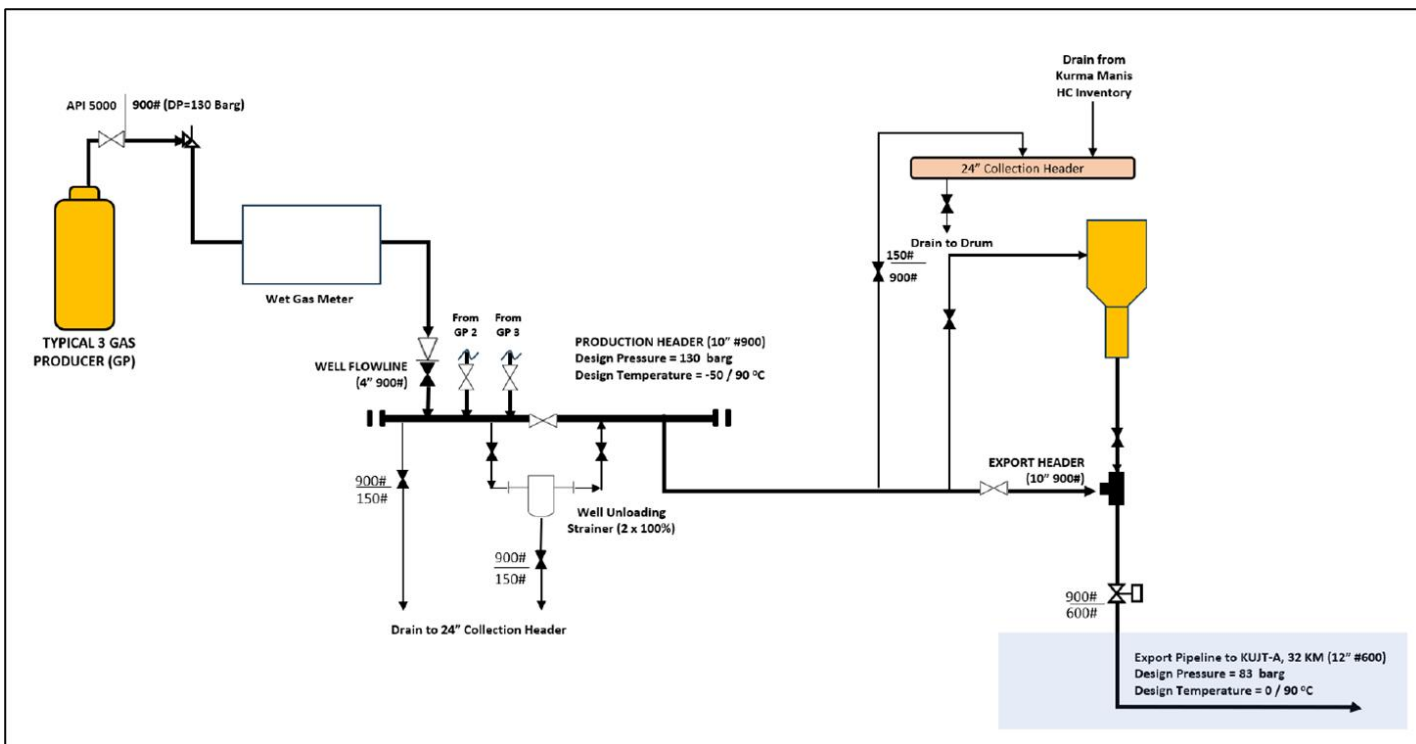 Drain from
Kurma Manis
HC Inventory
API 5000
900# (DP=130 Barg)
24" Collection Header
Drain to Drum
150#
900#
Wet Gas Meter
TYPICAL 3 GAS
PRODUCER (GP)
From
GP 2
From
GP 3
WELL FLOWLINE
(4" 900#)
PRODUCTION HEADER (10" #900)
Design Pressure = 130 barg
Design Temperature = -50 / 90 °C
EXPORT HEADER
(10" 900#)
900#
150#
Well Unloading
Strainer (2 x 100%)
900#
150#
900#
600#
Drain to 24" Collection Header
Export Pipeline to KUJT-A, 32 KM (12" #600)
Design Pressure = 83 barg
Design Temperature = 0 / 90 °C